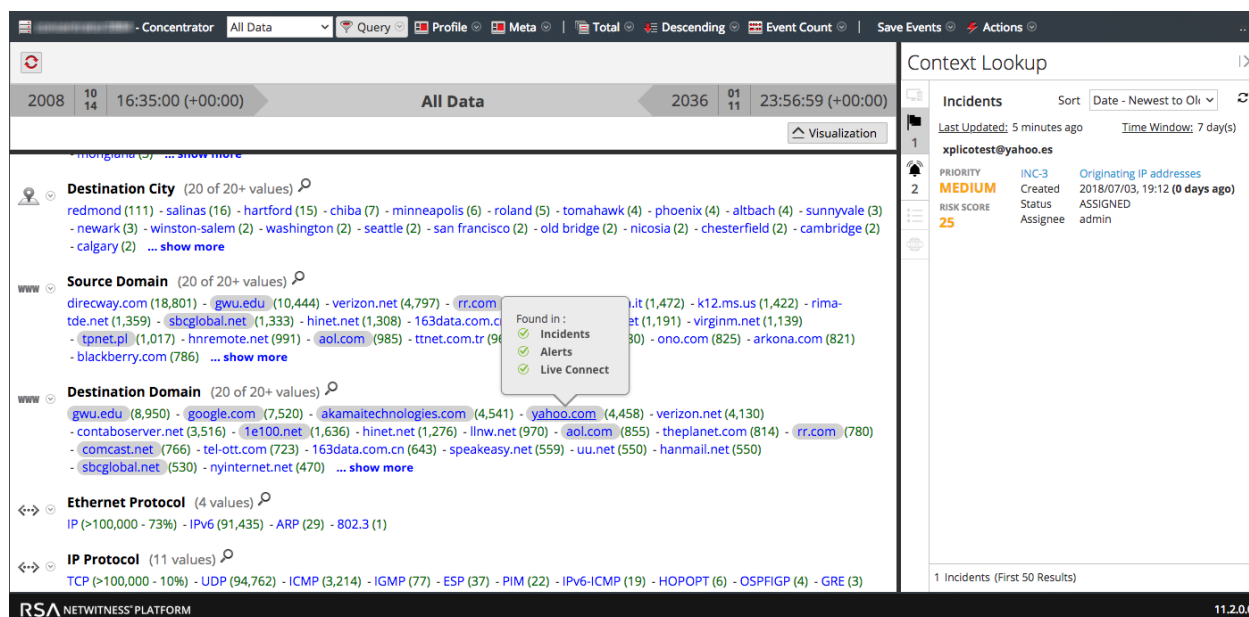 - Concentrator All Data Query Profile Meta | Total Descending Event Count | Save Events Actions ..
Context Lookup
2008 10 14 16:35:00 (+00:00) All Data 2036 01 11 23:56:59 (+00:00)
Visualization
- mongiana (3) ... show more
Destination City (20 of 20+ values)
redmond (111) - salinas (16) - hartford (15) - chiba (7) - minneapolis (6) - roland (5) - tomahawk (4) - phoenix (4) - altbach (4) - sunnyvale (3)
- newark (3) - winston-salem (2) - washington (2) - seattle (2) - san francisco (2) - old bridge (2) - nicosia (2) - chesterfield (2) - cambridge (2)
- calgary (2) ... show more
www Source Domain (20 of 20+ values)
direcway.com (18,801) - gwu.edu (10,444) - verizon.net (4,797) - rr.com .it (1,472) - k12.ms.us (1,422) - rima-
tde.net (1,359) - sbcglobal.net (1,333) - hinet.net (1,308) - 163data.com.c et (1,191) - virginm.net (1,139)
- tpnet.pl (1,017) - hnremote.net (991) - aol.com (985) - ttnet.com.tr (9 80) - ono.com (825) - arkona.com (821)
- blackberry.com (786) ... show more
Found in :
Incidents
Alerts
Live Connect
www Destination Domain (20 of 20+ values)
gwu.edu (8,950) - google.com (7,520) - akamaitechnologies.com (4,541) - yahoo.com (4,458) - verizon.net (4,130)
- contaboserver.net (3,516) - 1e100.net (1,636) - hinet.net (1,276) - llnw.net (970) - aol.com (855) - theplanet.com (814) - rr.com (780)
- comcast.net (766) - tel-ott.com (723) - 163data.com.cn (643) - speakeasy.net (559) - uu.net (550) - hanmail.net (550)
- sbcglobal.net (530) - nyinternet.net (470) ... show more
Ethernet Protocol (4 values)
IP (>100,000 - 73%) - IPv6 (91,435) - ARP (29) - 802.3 (1)
IP Protocol (11 values)
TCP (>100,000 - 10%) - UDP (94,762) - ICMP (3,214) - IGMP (77) - ESP (37) - PIM (22) - IPv6-ICMP (19) - HOPOPT (6) - OSPFIGP (4) - GRE (3)
1
2
Incidents Sort Date - Newest to Ol
Last Updated: 5 minutes ago Time Window: 7 day(s)
xplicotest@yahoo.es
PRIORITY INC-3 Originating IP addresses
MEDIUM Created 2018/07/03, 19:12 (0 days ago)
RISK SCORE Status ASSIGNED
25 Assignee admin
1 Incidents (First 50 Results)
RSA NETWITNESS PLATFORM 11.2.0.